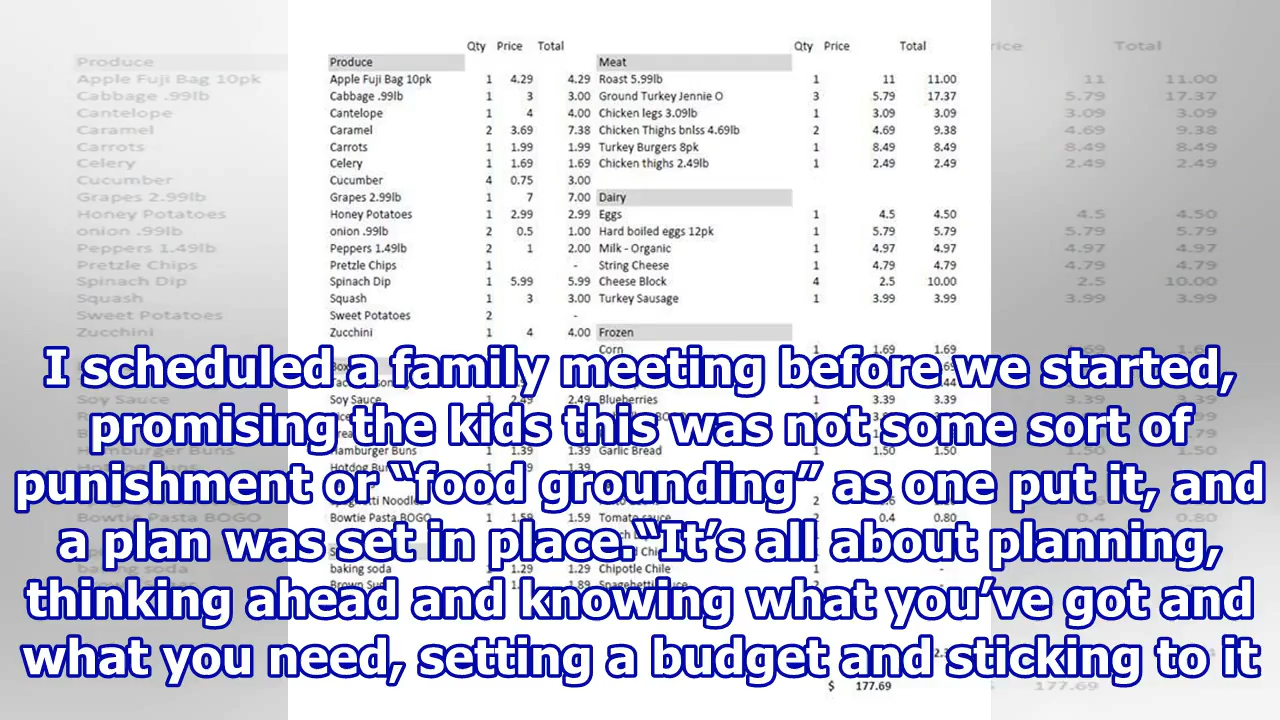 Qty Price Total Qty Price Total
Produce Meat
Apple Fuji Bag 10pk 1 4.29 4.29 Roast 5.99lb 1 11 11.00
Cabbage .99lb 1 3 3.00 Ground Turkey Jennie O 3 5.79 17.37
Cantelope 1 4 4.00 Chicken legs 3.09lb 1 3.09 3.09
Caramel 2 3.69 7.38 Chicken Thighs bnlss 4.69lb 2 4.69 9.38
Carrots 1 1.99 1.99 Turkey Burgers 8pk 1 8.49 8.49
Celery 1 1.69 1.69 Chicken thighs 2.49lb 1 2.49 2.49
Cucumber 4 0.75 3.00
Grapes 2.99lb 1 7 7.00 Dairy
Honey Potatoes 1 2.99 2.99 Eggs 1 4.5 4.50
onion .99lb 2 0.5 1.00 Hard boiled eggs 12pk 1 5.79 5.79
Peppers 1.49lb 2 1 2.00 Milk - Organic 1 4.97 4.97
Pretzle Chips 1 - String Cheese 1 4.79 4.79
Spinach Dip 1 5.99 5.99 Cheese Block 4 2.5 10.00
Squash 1 3 3.00 Turkey Sausage 1 3.99 3.99
Sweet Potatoes 2 -
Zucchini 1 4 4.00 Frozen
Corn 1 1.69 1.69
I scheduled a family meeting before we started,
Soy Sauce 1 2.49 2.49 Blueberries 1 3.39 3.39
promising the kids this was not some sort of
Hamburger Buns 1 1.39 1.39 Garlic Bread 1 1.50 1.50
punishment or “food grounding” as one put it, and
Bowtie Pasta BOGO 1 1.59 1.59 Tomato sauce 2 0.4 0.80
a plan was set in place. “It’s all about planning,
baking soda 1 1.29 1.29 Chipotle Chile 1 -
thinking ahead and knowing what you’ve got and
what you need, setting a budget and sticking to it
$ 177.69